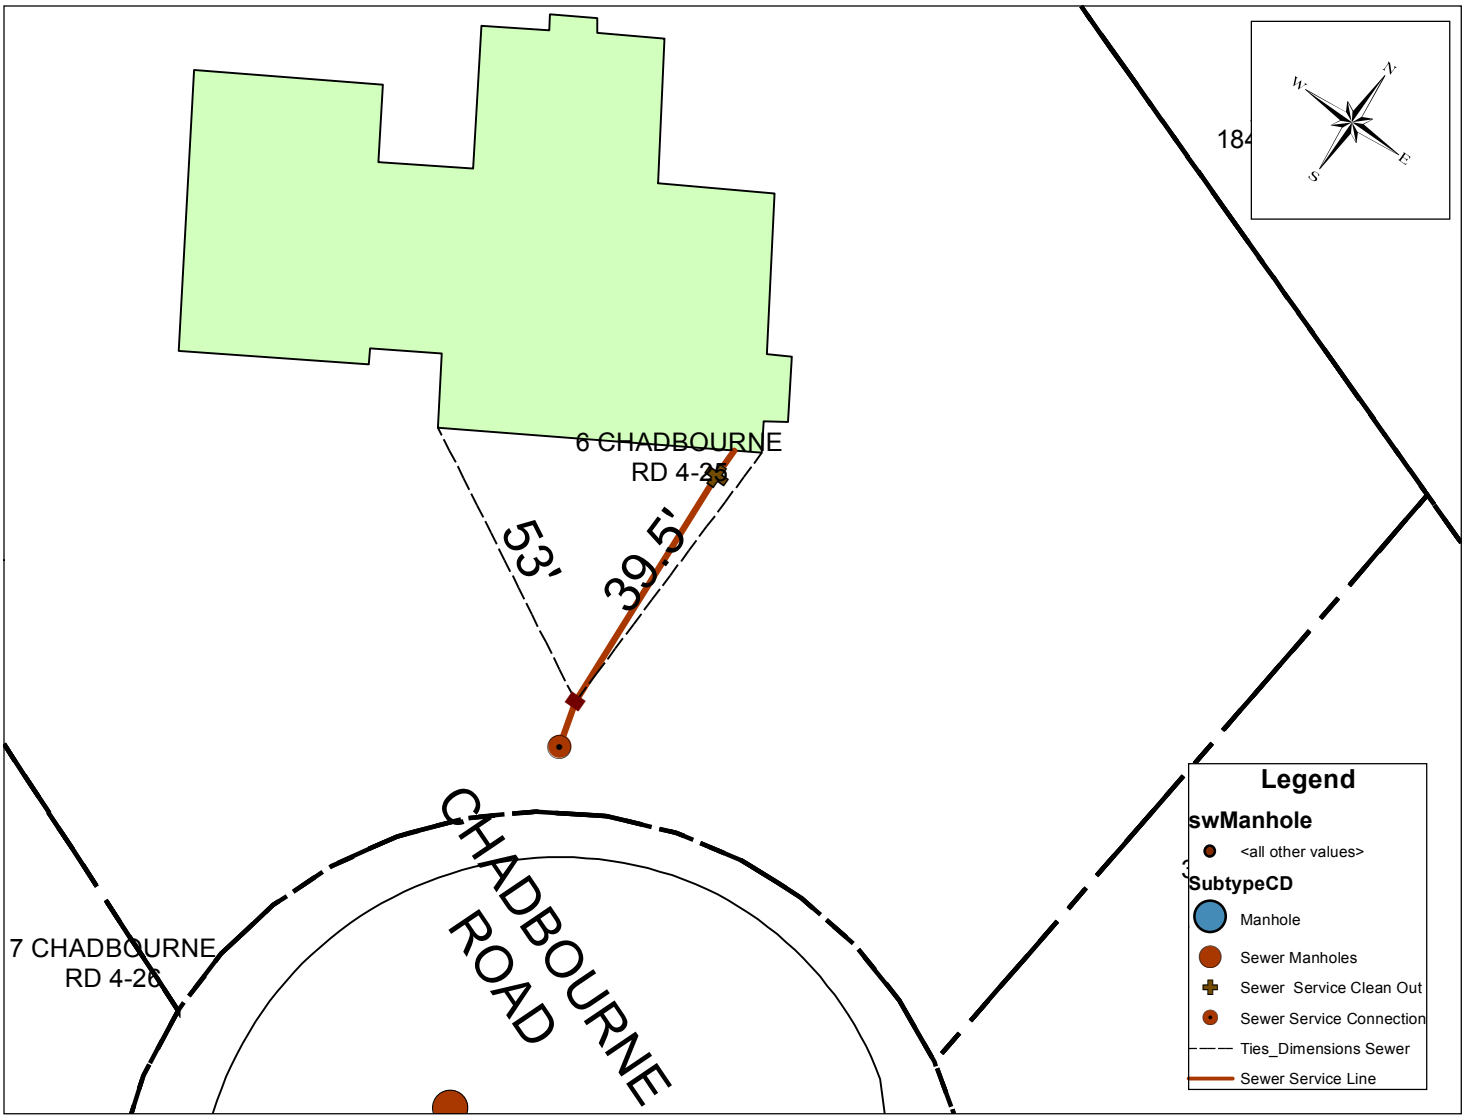 N
W
E
S
184
6 CHADBOURNE
RD 4-25
53'
39.5'
CHADBOURNE
ROAD
7 CHADBOURNE
RD 4-26
Legend
swManhole
<all other values>
3
SubtypeCD
Manhole
Sewer Manholes
Sewer Service Clean Out
Sewer Service Connection
Ties_Dimensions Sewer
Sewer Service Line